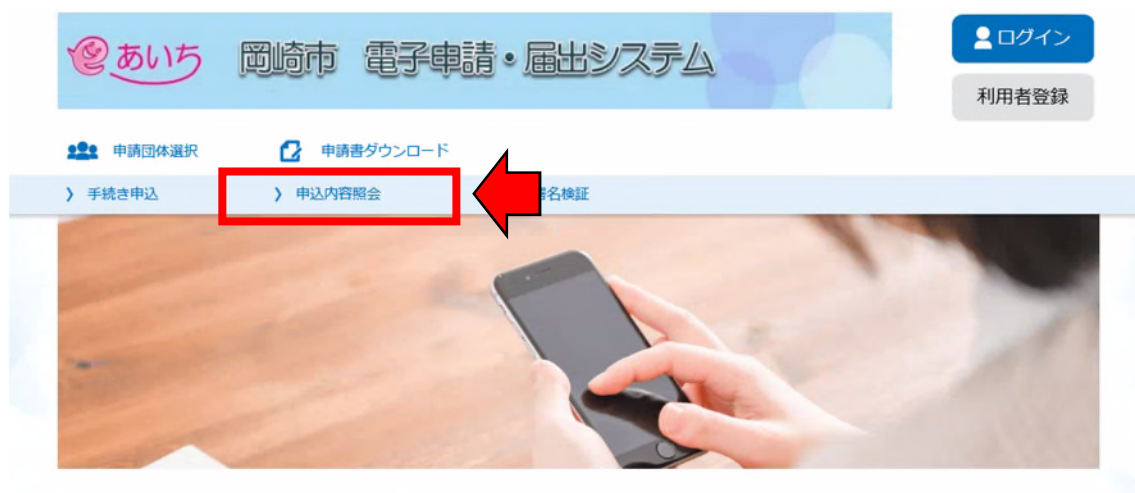 あいち 岡崎市 電子申請・届出システム
ログイン
利用者登録
申請団体選択 申請書ダウンロード
手続き申込 申込内容照会 名検証